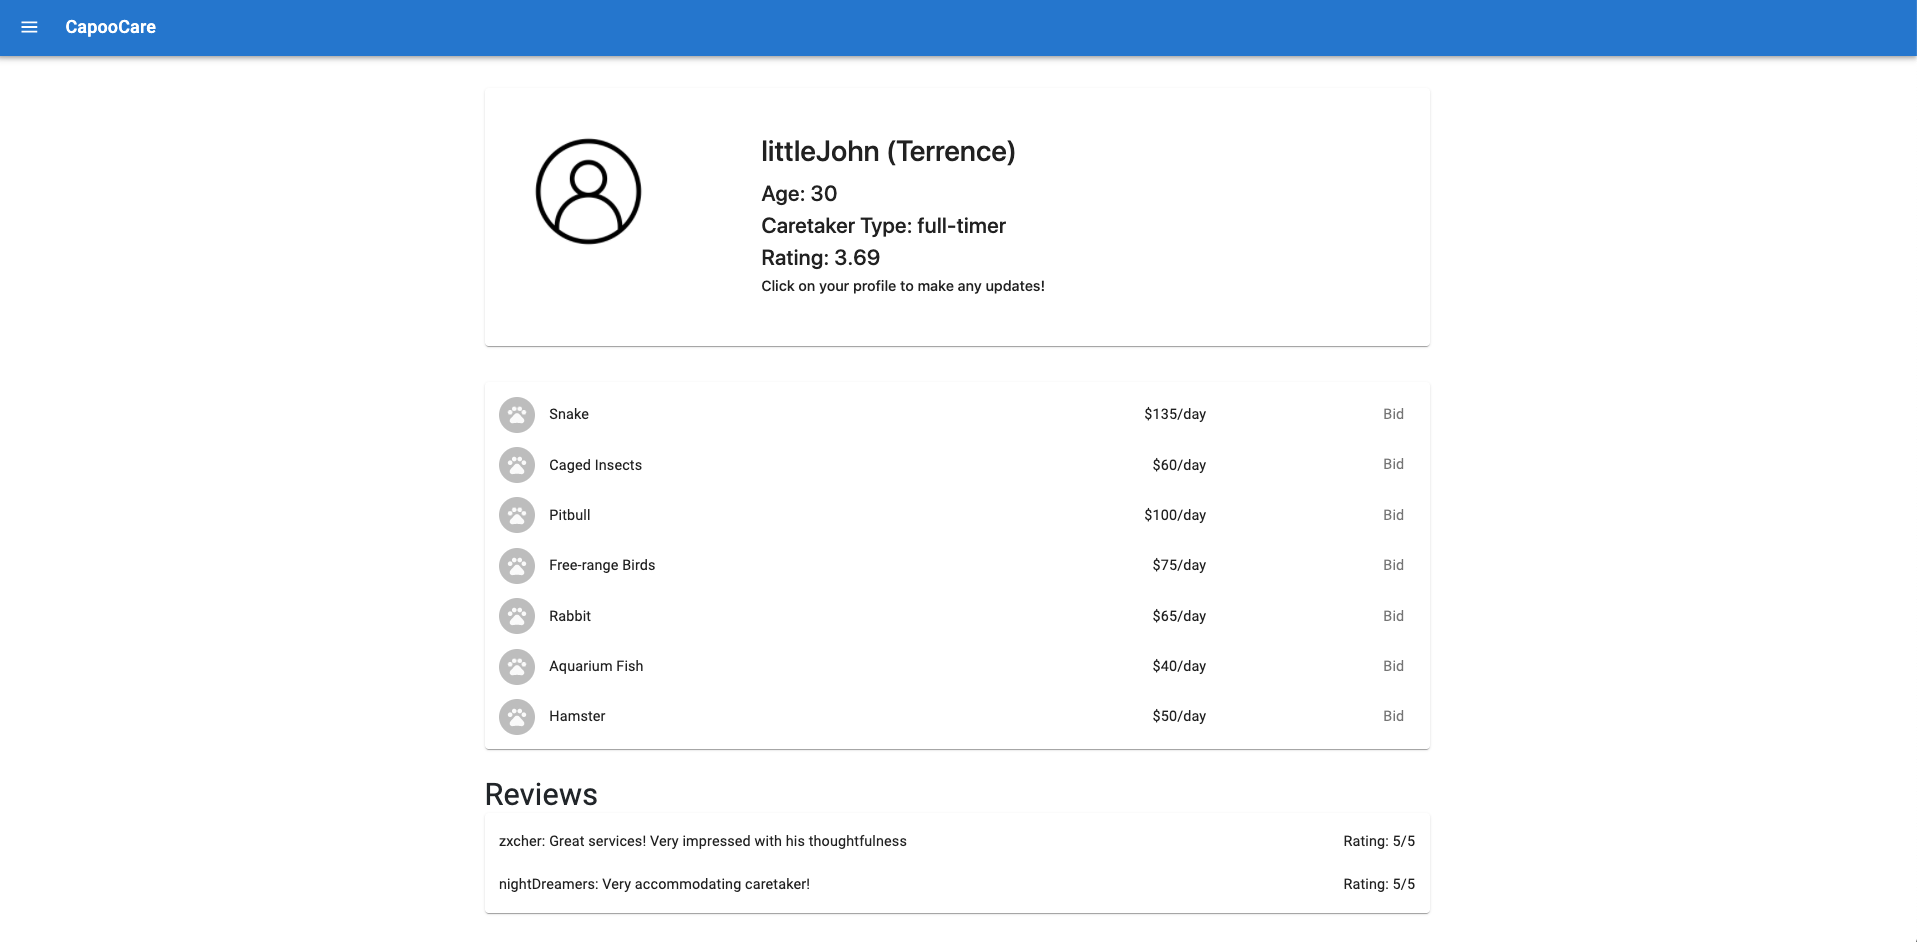 CapooCare
littleJohn (Terrence)
Age: 30
Caretaker Type: full-timer
Rating: 3.69
Click on your profile to make any updates!
Snake $135/day Bid
Caged Insects $60/day Bid
Pitbull $100/day Bid
Free-range Birds $75/day Bid
Rabbit $65/day Bid
Aquarium Fish $40/day Bid
Hamster $50/day Bid
Reviews
zxcher: Great services! Very impressed with his thoughtfulness Rating: 5/5
nightDreamers: Very accommodating caretaker! Rating: 5/5